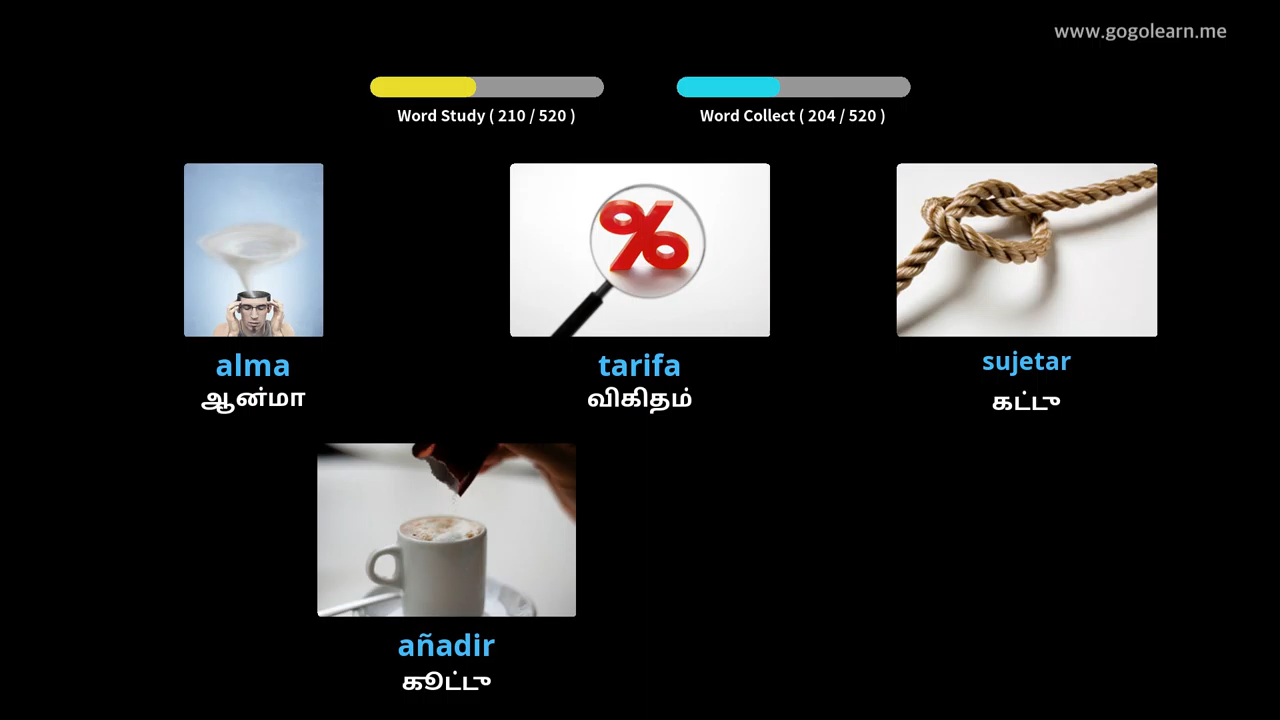 www.gogolearn.me
Word Study ( 210 / 520 )
Word Collect ( 204 / 520 )
alma
ஆன்மா
tarifa
விகிதம்
sujetar
கட்டு
añadir
கூட்டு